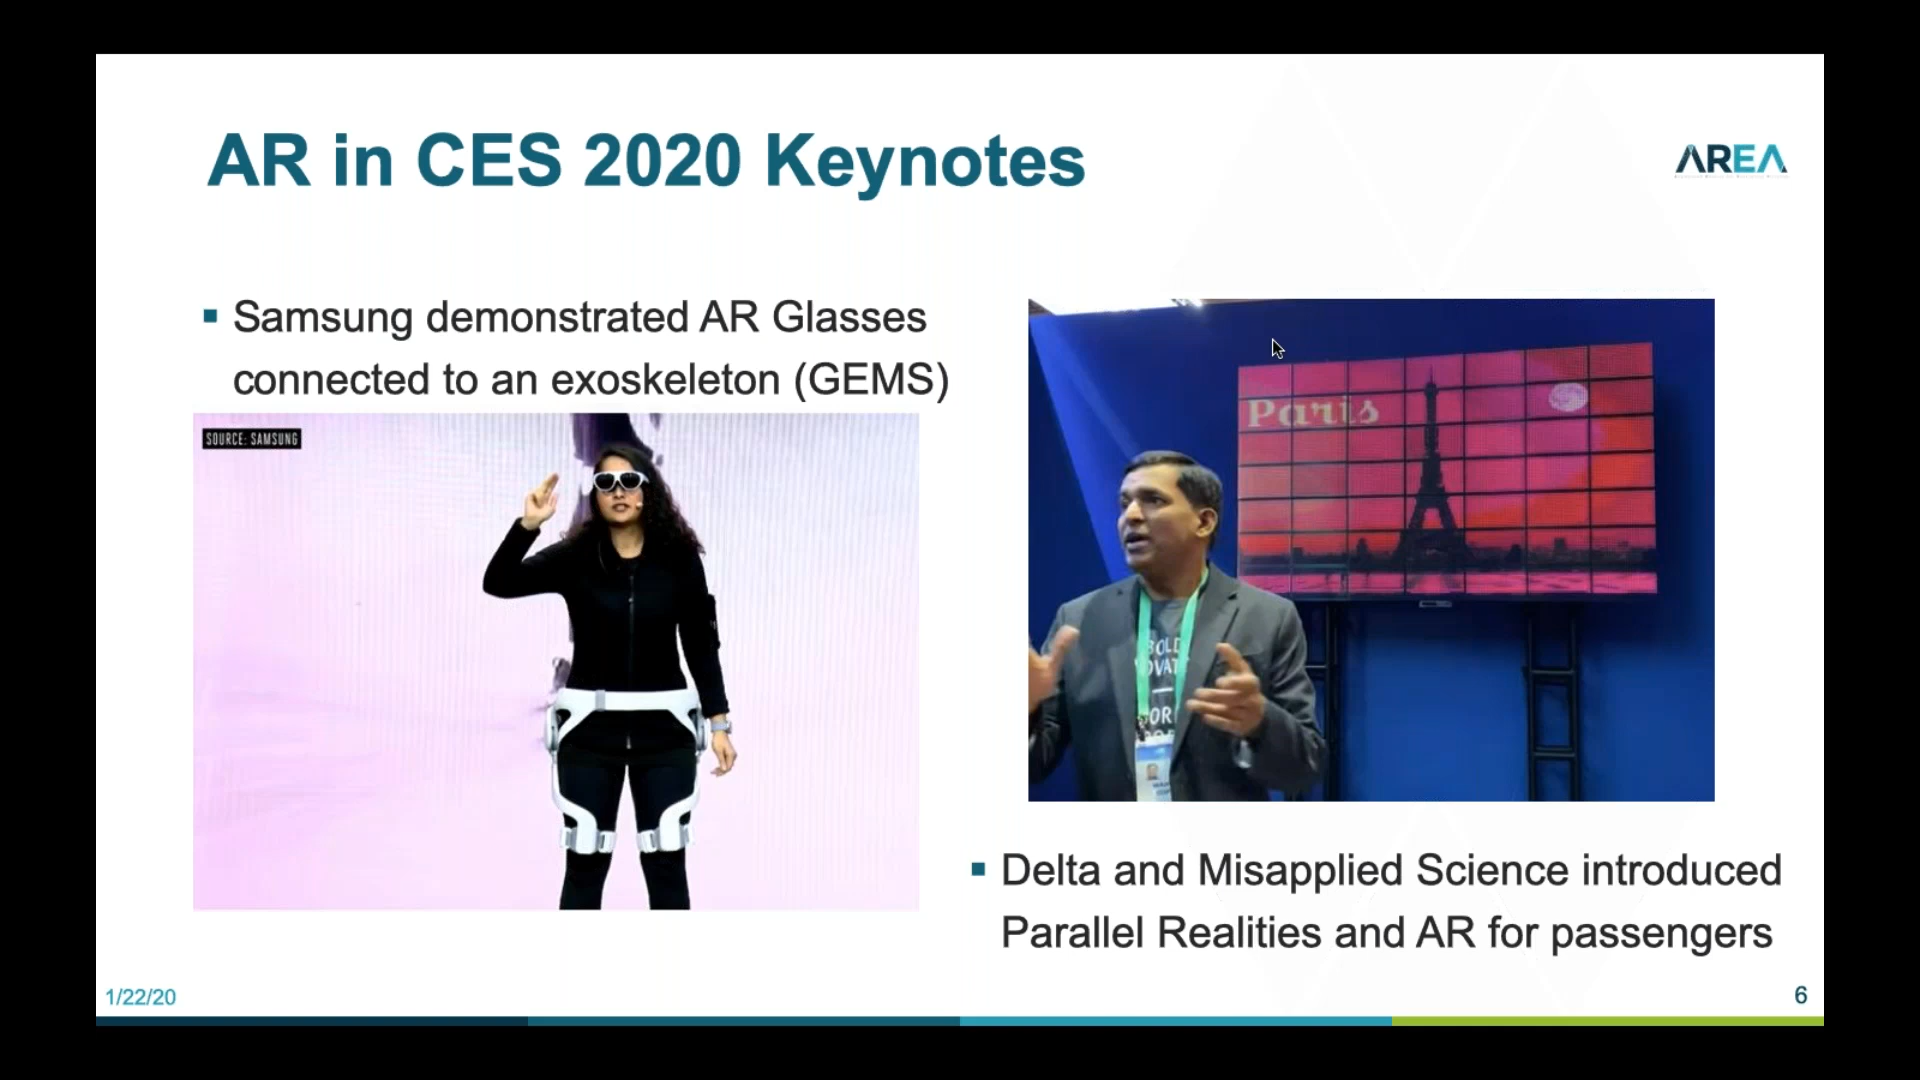 AR in CES 2020 Keynotes
AREA
▪ Samsung demonstrated AR Glasses
connected to an exoskeleton (GEMS)
SOURCE: SAMSUNG
Paris
▪ Delta and Misapplied Science introduced
Parallel Realities and AR for passengers
1/22/20
6